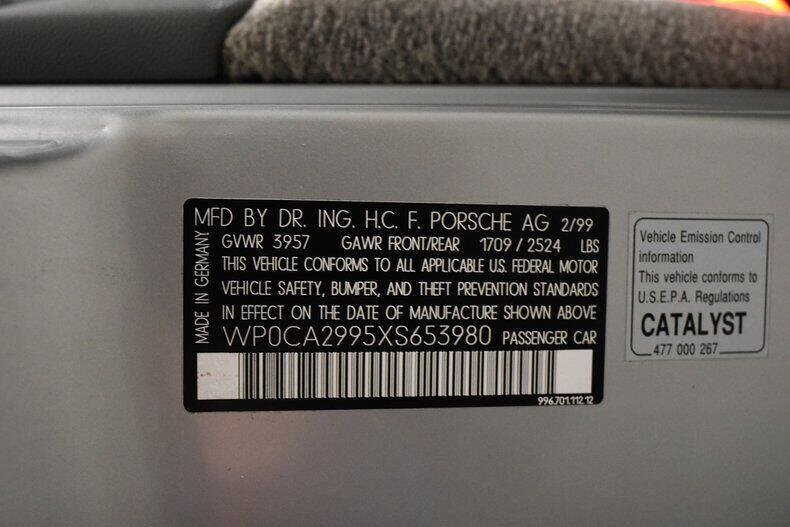 MADE IN GERMANY
MFD BY DR. ING. H.C. F. PORSCHE AG 2/99
GVWR 3957 GAWR FRONT/REAR 1709 / 2524 LBS
THIS VEHICLE CONFORMS TO ALL APPLICABLE U.S. FEDERAL MOTOR
VEHICLE SAFETY, BUMPER, AND THEFT PREVENTION STANDARDS
IN EFFECT ON THE DATE OF MANUFACTURE SHOWN ABOVE
WP0CA2995XS653980 PASSENGER CAR
996.701.112.12
Vehicle Emission Control
information
This vehicle conforms to
U.S.E.P.A. Regulations
CATALYST
477 000 267